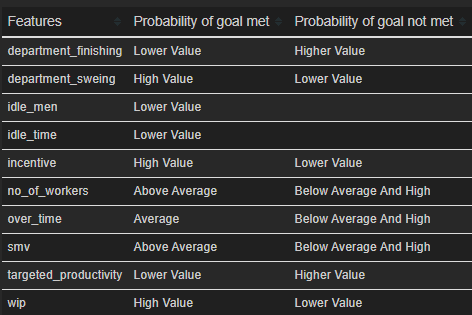 Features Probability of goal met Probability of goal not met
department_finishing Lower Value Higher Value
department_sweing High Value Lower Value
idle_men Lower Value
idle_time Lower Value
incentive High Value Lower Value
no_of_workers Above Average Below Average And High
over_time Average Below Average And High
smv Above Average Below Average And High
targeted_productivity Lower Value Higher Value
wip High Value Lower Value